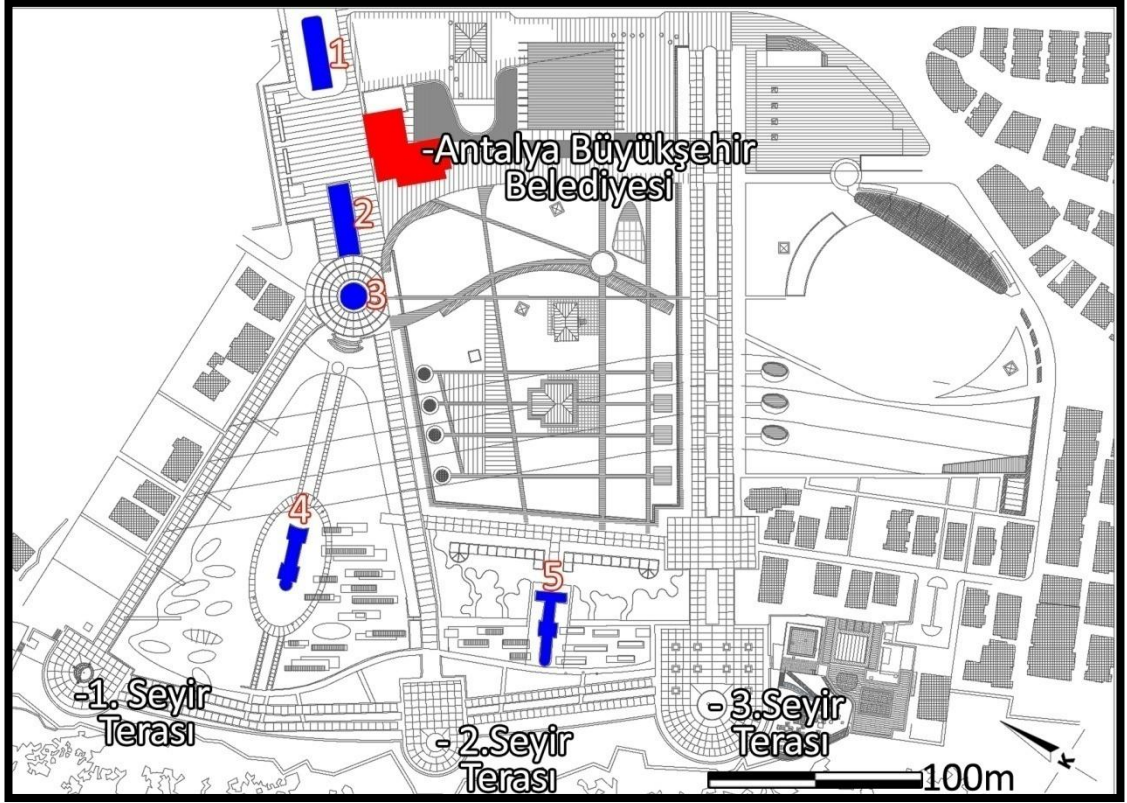 1
-Antalya Büyükşehir
Belediyesi
2
3
4
5
-1. Seyir
Terası
- 2.Seyir
Terası
- 3.Seyir
Terası
100m
K